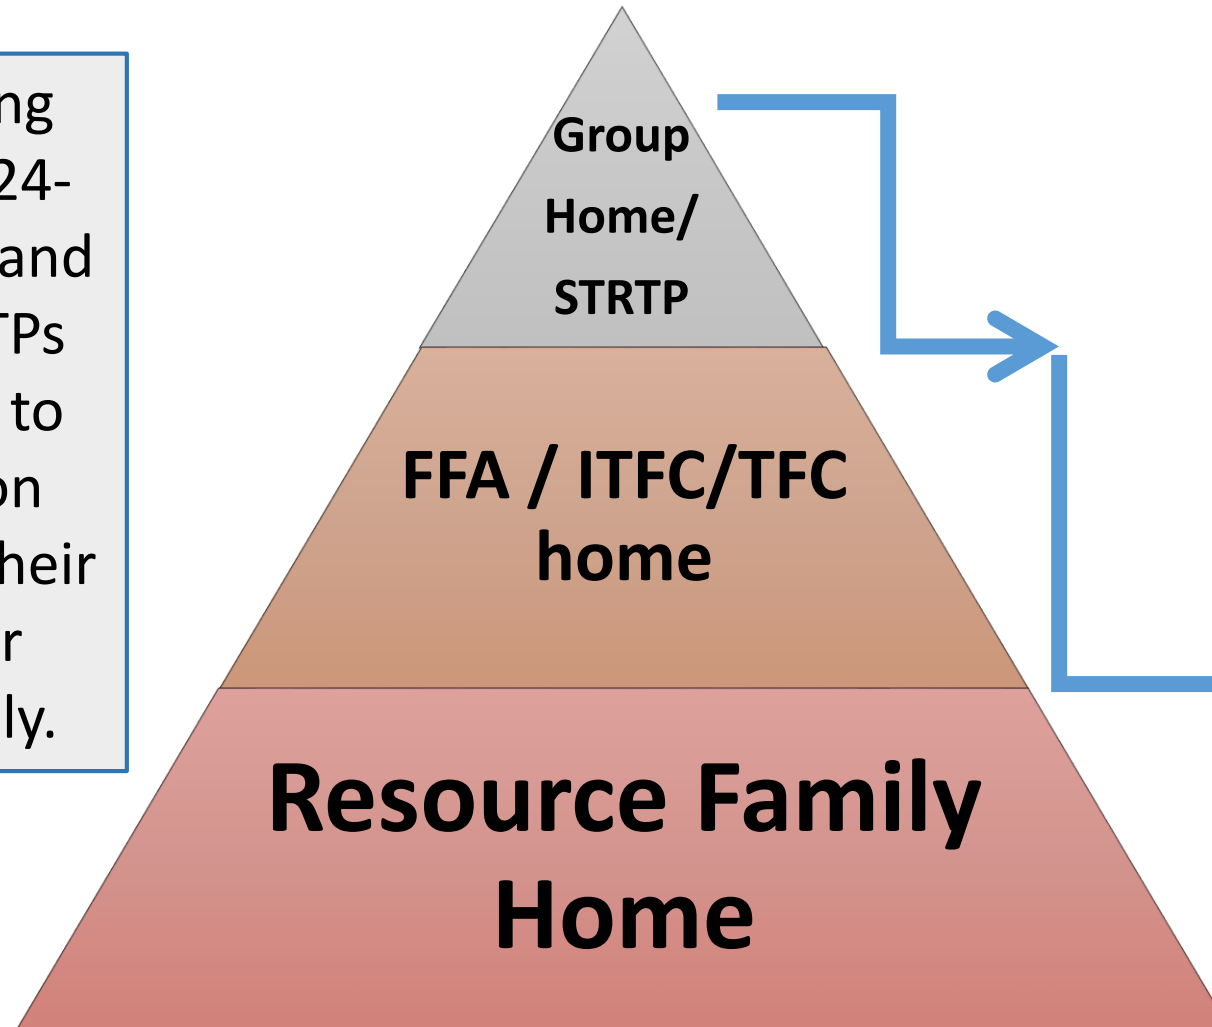 ng
24-
and
TPs
to
on
heir
r
ly.
Group
Home/
STRTP
FFA / ITFC/TFC
home
Resource Family
Home